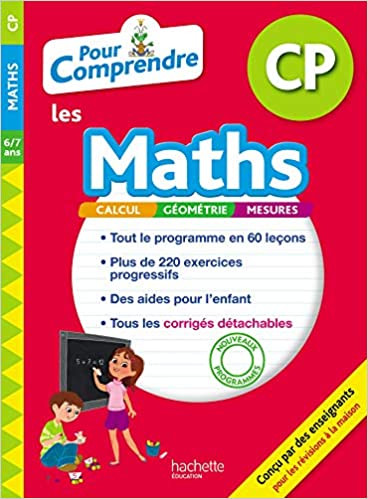 CP
MATHS
6/7
ans
Pour
Comprendre
CP
les
Maths
CALCUL GÉOMÉTRIE MESURES
• Tout le programme en 60 leçons
• Plus de 220 exercices
progressifs
• Des aides pour l'enfant
• Tous les corrigés détachables
NOUVEAUX
PROGRAMMES
5 + 7 = 12
Conçu par des enseignants
pour les révisions à la maison
hachette
ÉDUCATION